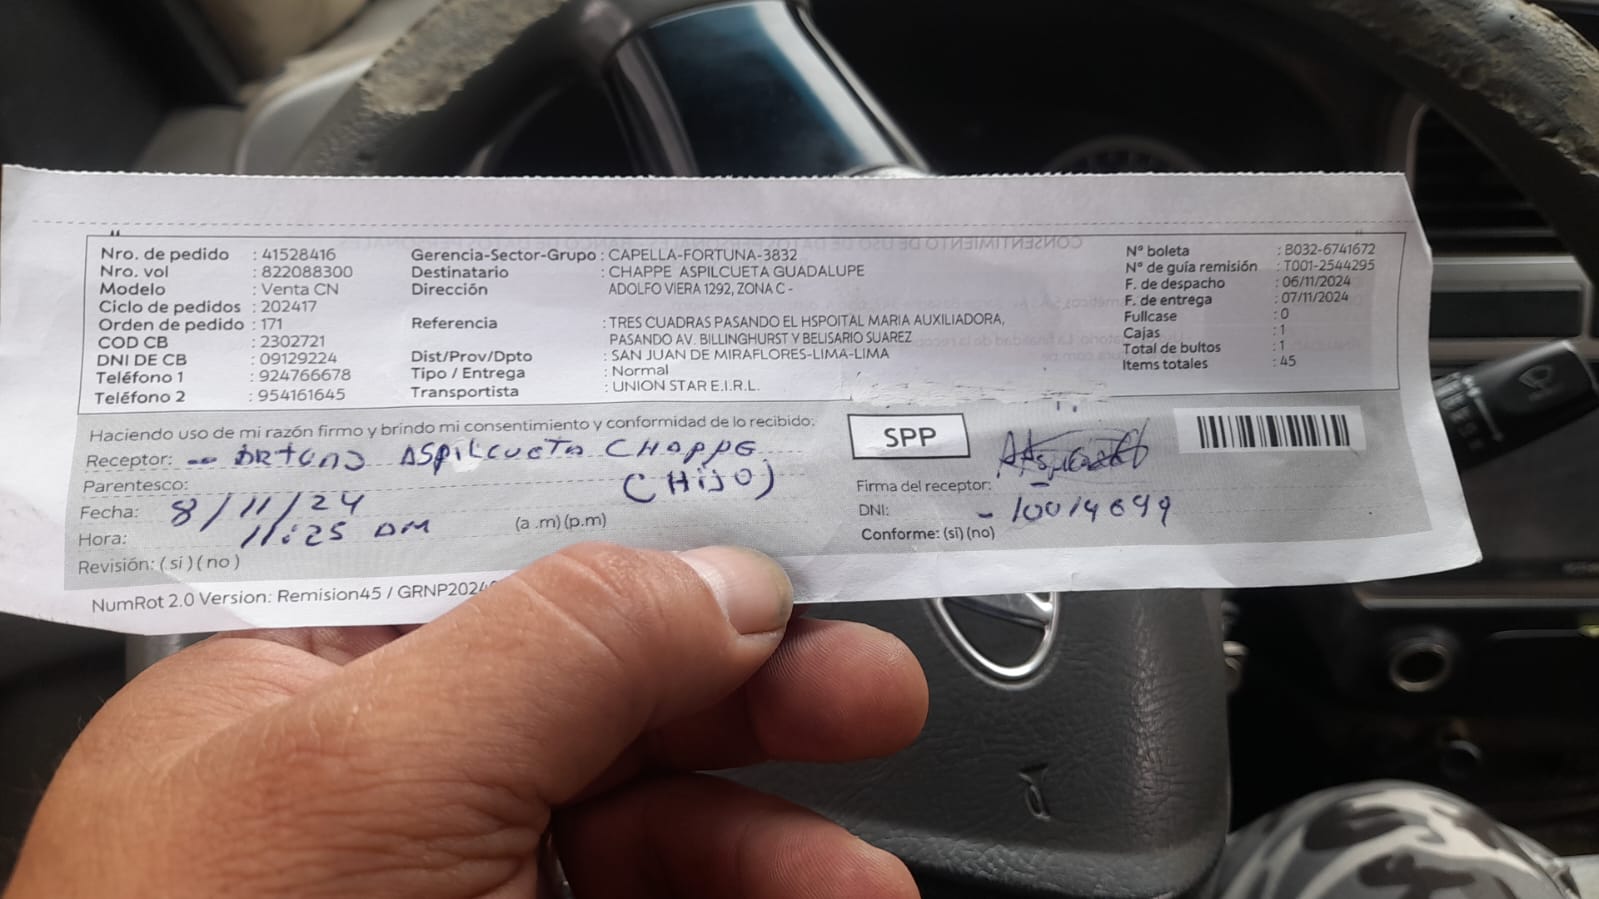 Nro. de pedido : 41528416
Nro. vol : 822088300
Modelo : Venta CN
Ciclo de pedidos : 202417
Orden de pedido : 171
COD CB : 2302721
DNI DE CB : 09129224
Teléfono 1 : 924766678
Teléfono 2 : 954161645
Gerencia-Sector-Grupo : CAPELLA-FORTUNA-3832
Destinatario : CHAPPE ASPILCUETA GUADALUPE
Dirección ADOLFO VIERA 1292, ZONA C -
Referencia : TRES CUADRAS PASANDO EL HSPOITAL MARIA AUXILIADORA,
PASANDO AV. BILLINGHURST Y BELISARIO SUAREZ
Dist/Prov/Dpto : SAN JUAN DE MIRAFLORES-LIMA-LIMA
Tipo / Entrega : Normal
Transportista : UNION STAR E.I.R.L.
N° boleta : B032-6741672
N° de guía remisión : T001-2544295
F. de despacho : 06/11/2024
F. de entrega : 07/11/2024
Fullcase : 0
Cajas : 1
Total de bultos : 1
Items totales : 45
Haciendo uso de mi razón firmo y brindo mi consentimiento y conformidad de lo recibido:
Receptor: ASPILCUETA CHAPPE
Parentesco: (HIJO)
Fecha: 8/11/24
Hora: 11:25 AM (a .m) (p.m)
Revisión: ( si ) ( no )
SPP
Firma del receptor:
DNI:
Conforme: (si) (no)
NumRot 2.0 Version: Remision45 / GRNP2024